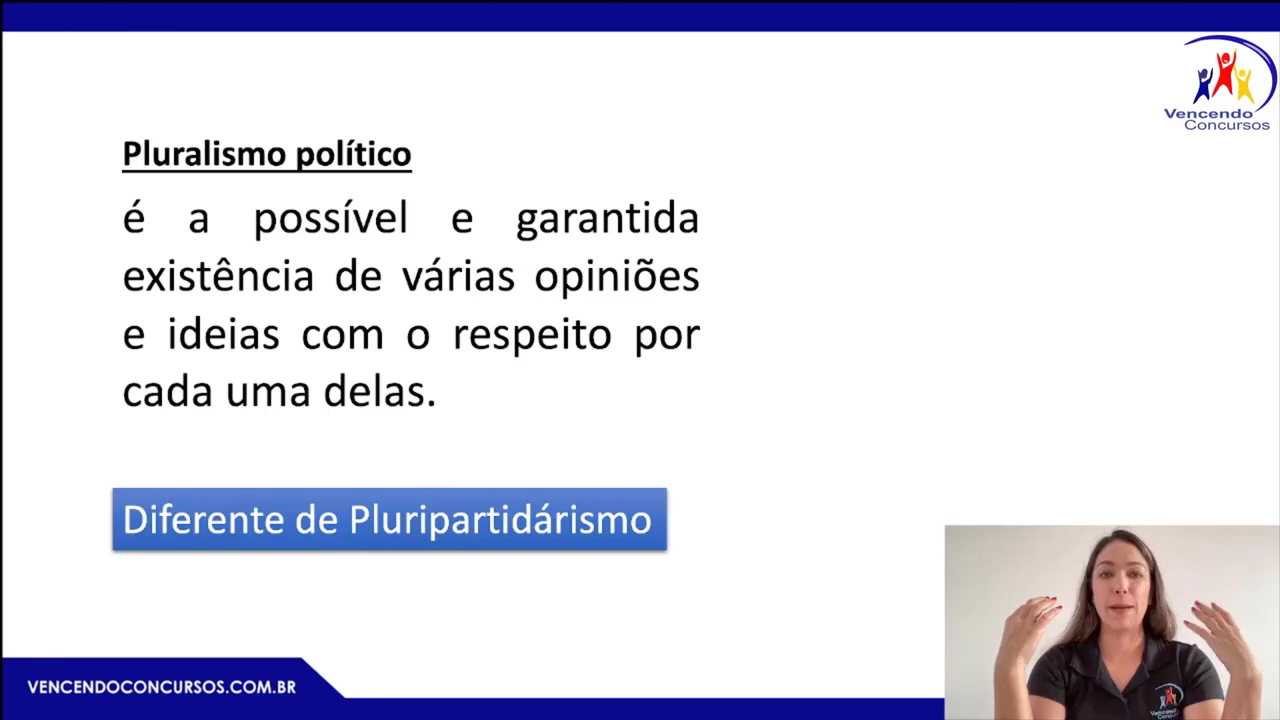 Vencendo
Concursos
Pluralismo político
é a possível e garantida
existência de várias opiniões
e ideias com o respeito por
cada uma delas.
Diferente de Pluripartidárismo
VENCENDOCONCURSOS.COM.BR